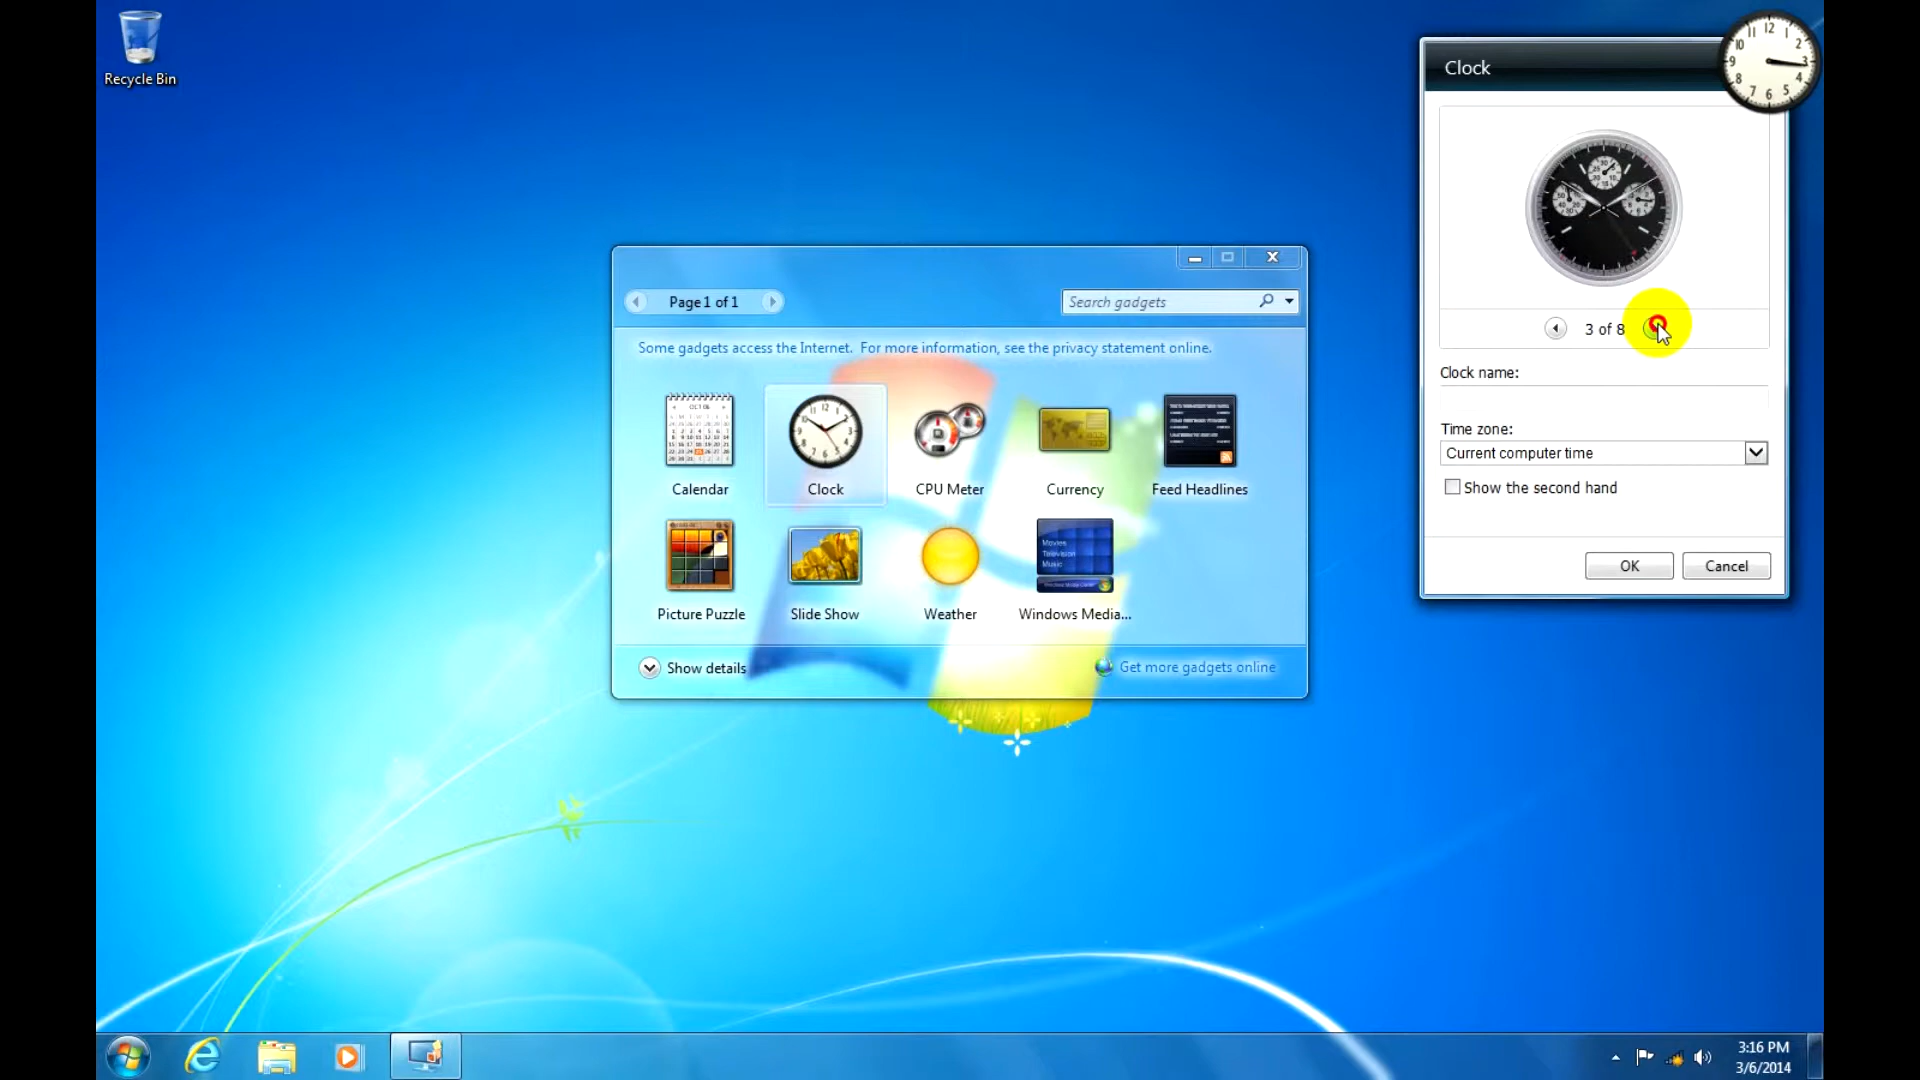 Recycle Bin
Clock
3 of 8
Clock name:
Time zone:
Current computer time
Show the second hand
OK
Cancel
Page 1 of 1
Search gadgets
Some gadgets access the Internet. For more information, see the privacy statement online.
Calendar
Clock
CPU Meter
Currency
Feed Headlines
Picture Puzzle
Slide Show
Weather
Windows Media...
Movies
Television
Music
Show details
Get more gadgets online
3:16 PM
3/6/2014